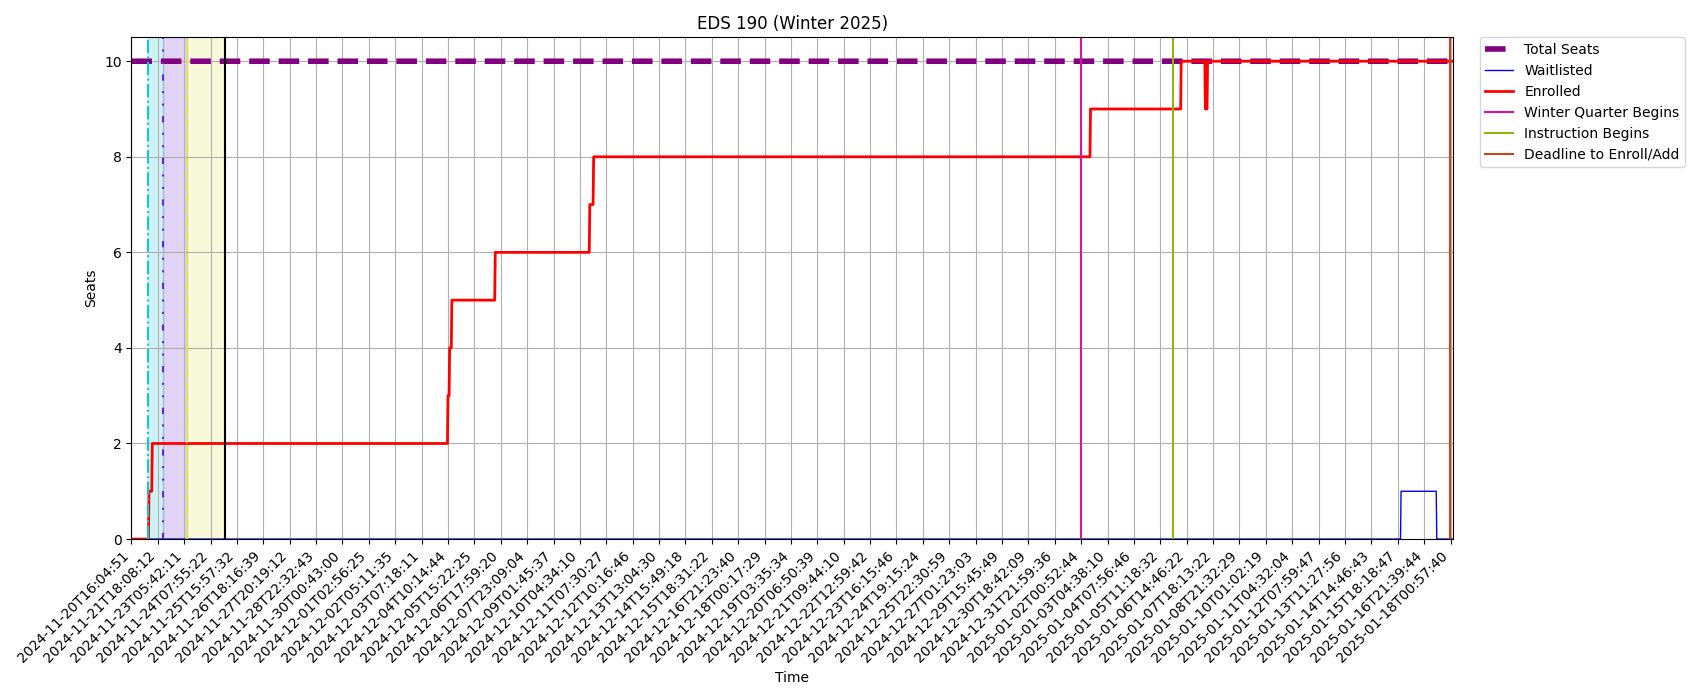 EDS 190 (Winter 2025)
Total Seats
Waitlisted
Enrolled
Winter Quarter Begins
Instruction Begins
Deadline to Enroll/Add
Seats
10
8
6
4
2
0
2024-11-20T16:04:51
2024-11-21T18:08:12
2024-11-23T05:42:11
2024-11-24T07:55:22
2024-11-25T15:57:32
2024-11-26T18:16:39
2024-11-27T20:19:12
2024-11-28T22:32:43
2024-11-30T00:43:00
2024-12-01T02:56:25
2024-12-02T05:11:35
2024-12-03T07:18:11
2024-12-04T10:14:44
2024-12-05T15:22:25
2024-12-06T17:59:20
2024-12-07T23:09:04
2024-12-09T01:45:37
2024-12-10T04:34:10
2024-12-11T07:30:27
2024-12-12T10:16:46
2024-12-13T13:04:30
2024-12-14T15:49:18
2024-12-15T18:31:22
2024-12-16T21:23:40
2024-12-18T00:17:29
2024-12-19T03:35:34
2024-12-20T06:50:39
2024-12-21T09:44:10
2024-12-22T12:59:42
2024-12-23T16:15:46
2024-12-24T19:15:24
2024-12-25T22:30:59
2024-12-27T01:23:03
2024-12-29T15:45:49
2024-12-30T18:42:09
2024-12-31T21:59:36
2025-01-02T00:52:44
2025-01-03T04:38:10
2025-01-04T07:56:46
2025-01-05T11:18:32
2025-01-06T14:46:22
2025-01-07T18:13:22
2025-01-08T21:32:29
2025-01-10T01:02:19
2025-01-11T04:32:04
2025-01-12T07:59:47
2025-01-13T11:27:56
2025-01-14T14:46:43
2025-01-15T18:18:47
2025-01-16T21:39:44
2025-01-18T00:57:40
Time